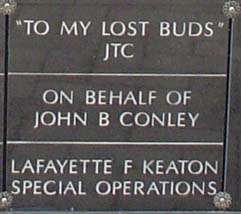 "TO MY LOST BUDS"
JTC
ON BEHALF OF
JOHN B CONLEY
LAFAYETTE F KEATON
SPECIAL OPERATIONS